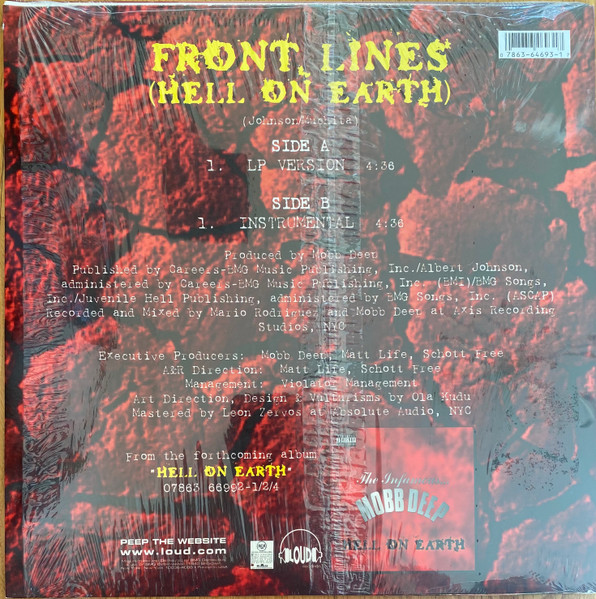 FRONT LINES
(HELL ON EARTH)
(Johnson/Muchita)
SIDE A
1. LP VERSION 4:36
SIDE B
1. INSTRUMENTAL 4:36
Produced by Mobb Deep
Published by Careers-BMG Music Publishing, Inc./Albert Johnson,
administered by Careers-BMG Music Publishing, Inc. (BMI)/BMG Songs,
Inc./Juvenile Hell Publishing, administered by BMG Songs, Inc. (ASCAP)
Recorded and Mixed by Mario Rodriguez and Mobb Deep at Axis Recording
Studios, NYC
Executive Producers: Mobb Deep, Matt Life, Schott Free
A&R Direction: Matt Life, Schott Free
Management: Violator Management
Art Direction, Design & Vulturisms by Ola Kudu
Mastered by Leon Zervos at Absolute Audio, NYC
From the forthcoming album
"HELL ON EARTH"
07863 66992-1/2/4
PEEP THE WEBSITE
www.loud.com
LOUD
The Infamous
MOBB DEEP
HELL ON EARTH
07863-64693-1